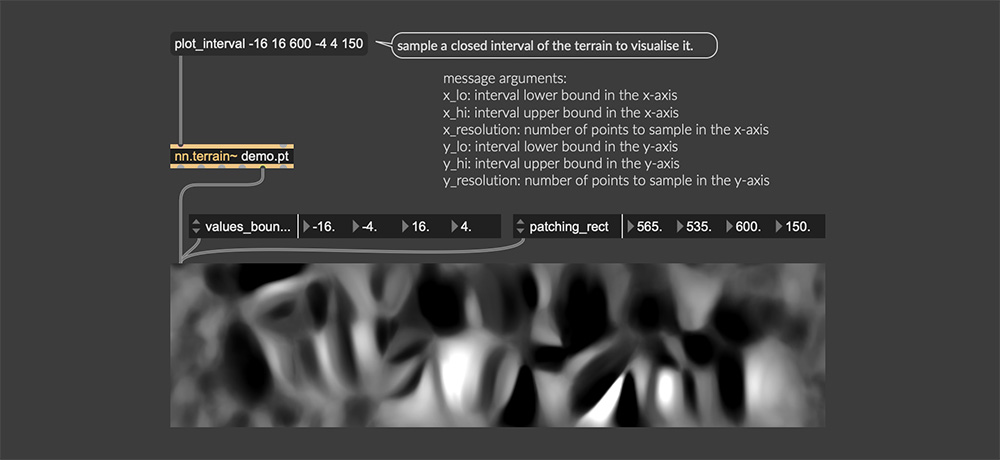 plot_interval -16 16 600 -4 4 150
sample a closed interval of the terrain to visualise it.
message arguments:
x_lo: interval lower bound in the x-axis
x_hi: interval upper bound in the x-axis
x_resolution: number of points to sample in the x-axis
y_lo: interval lower bound in the y-axis
y_hi: interval upper bound in the y-axis
y_resolution: number of points to sample in the y-axis
nn.terrain~ demo.pt
values_boun... -16. -4. 16. 4.
patching_rect 565. 535. 600. 150.